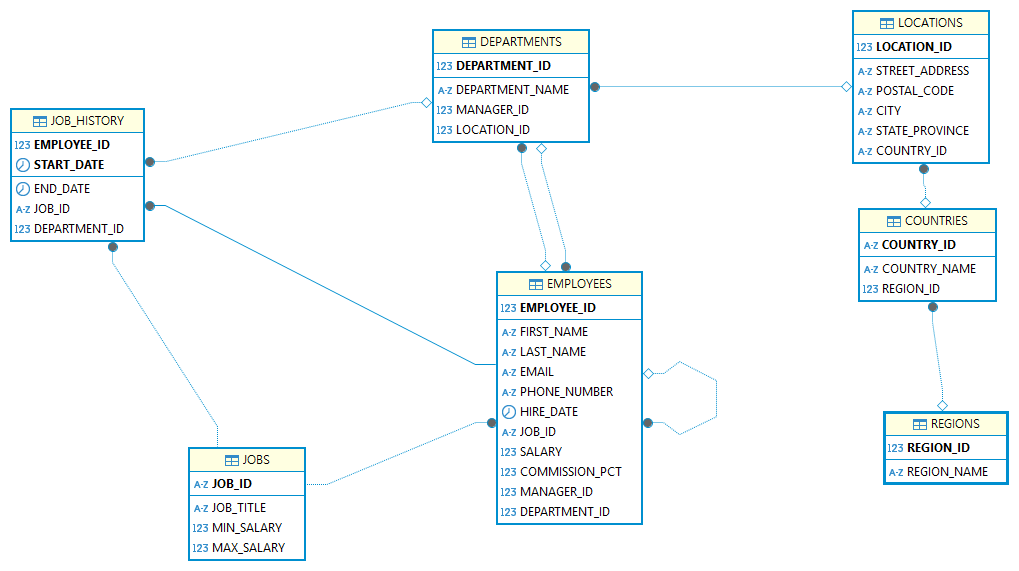 LOCATIONS
123 LOCATION_ID
A-Z STREET_ADDRESS
A-Z POSTAL_CODE
A-Z CITY
A-Z STATE_PROVINCE
A-Z COUNTRY_ID
DEPARTMENTS
123 DEPARTMENT_ID
A-Z DEPARTMENT_NAME
123 MANAGER_ID
123 LOCATION_ID
JOB_HISTORY
123 EMPLOYEE_ID
START_DATE
END_DATE
A-Z JOB_ID
123 DEPARTMENT_ID
COUNTRIES
A-Z COUNTRY_ID
A-Z COUNTRY_NAME
123 REGION_ID
EMPLOYEES
123 EMPLOYEE_ID
A-Z FIRST_NAME
A-Z LAST_NAME
A-Z EMAIL
A-Z PHONE_NUMBER
HIRE_DATE
A-Z JOB_ID
123 SALARY
123 COMMISSION_PCT
123 MANAGER_ID
123 DEPARTMENT_ID
REGIONS
123 REGION_ID
A-Z REGION_NAME
JOBS
A-Z JOB_ID
A-Z JOB_TITLE
123 MIN_SALARY
123 MAX_SALARY